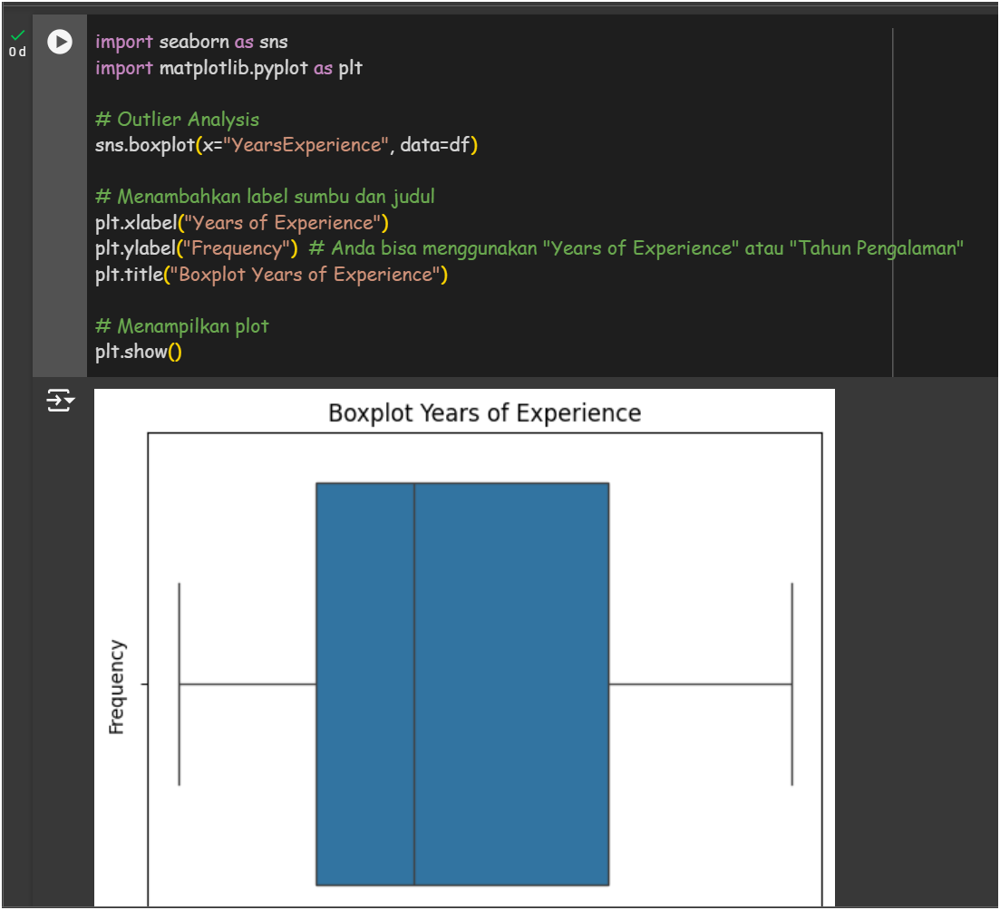 import seaborn as sns
0 d
import matplotlib.pyplot as plt
# Outlier Analysis
sns.boxplot(x="YearsExperience", data=df)
# Menambahkan label sumbu dan judul
plt.xlabel("Years of Experience")
plt.ylabel("Frequency")  # Anda bisa menggunakan "Years of Experience" atau "Tahun Pengalaman"
plt.title("Boxplot Years of Experience")
# Menampilkan plot
plt.show()
Boxplot Years of Experience
Frequency